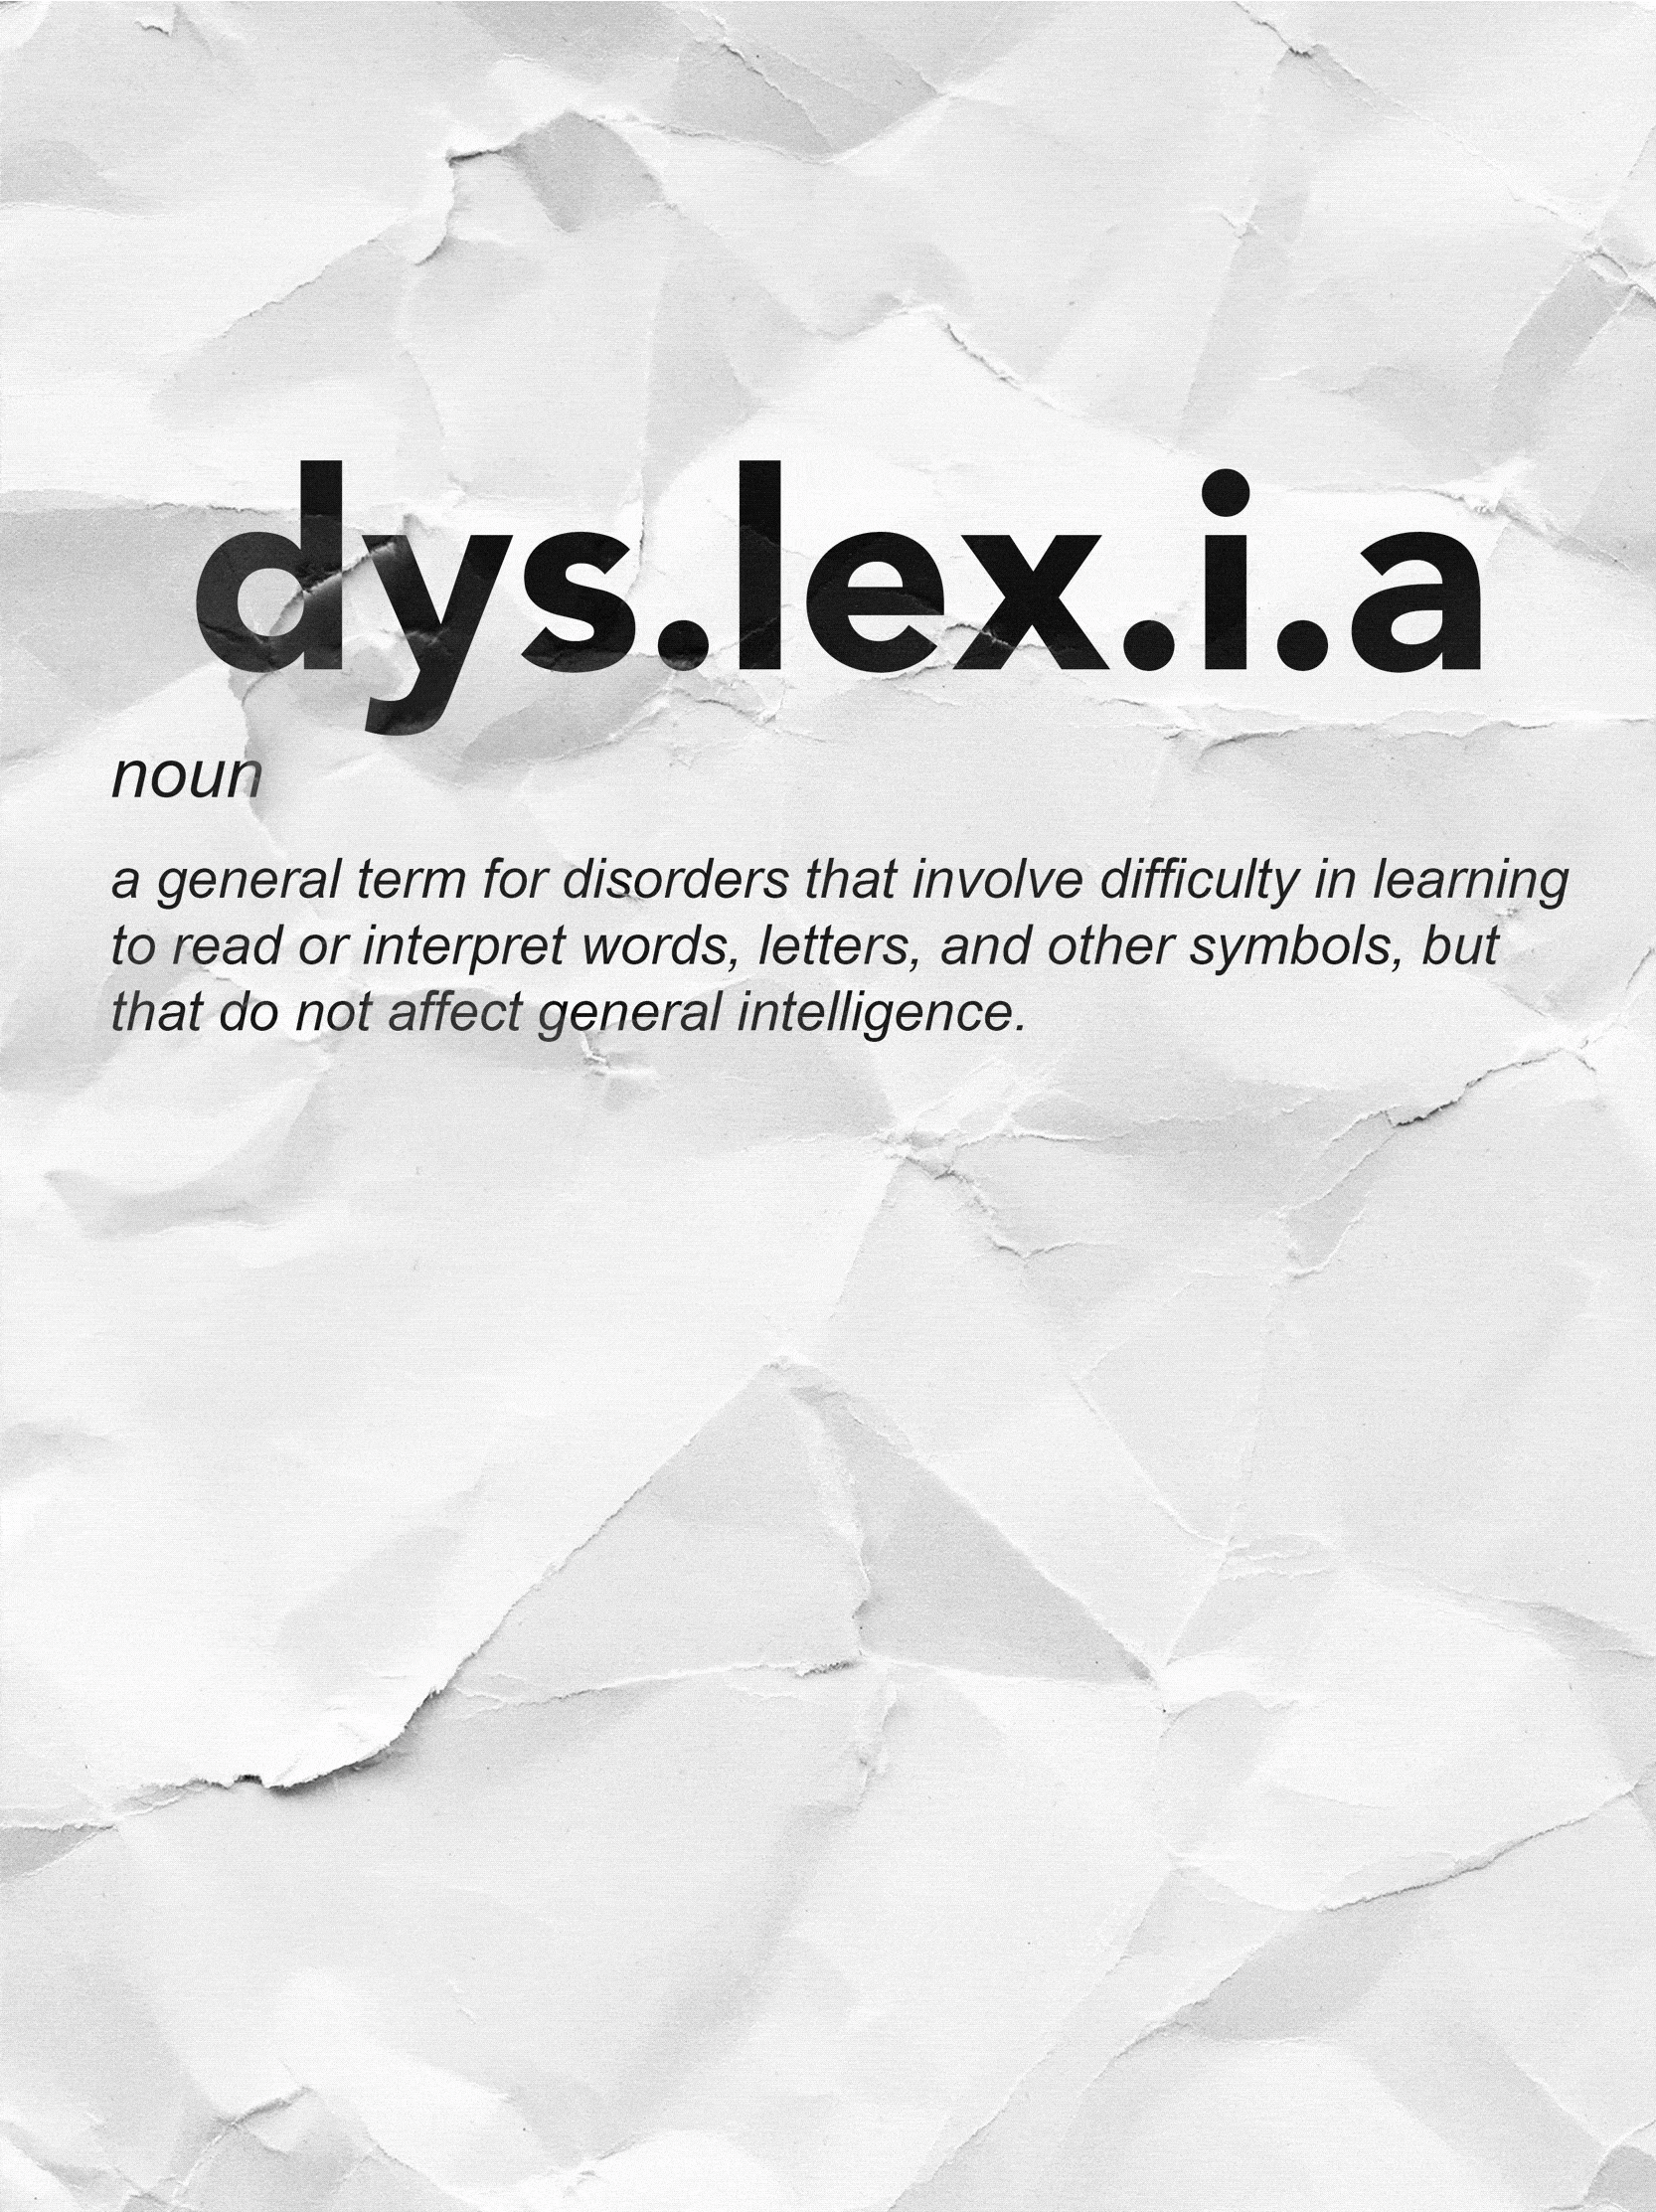 dys.lex.i.a
noun
a general term for disorders that involve difficulty in learning
to read or interpret words, letters, and other symbols, but
that do not affect general intelligence.